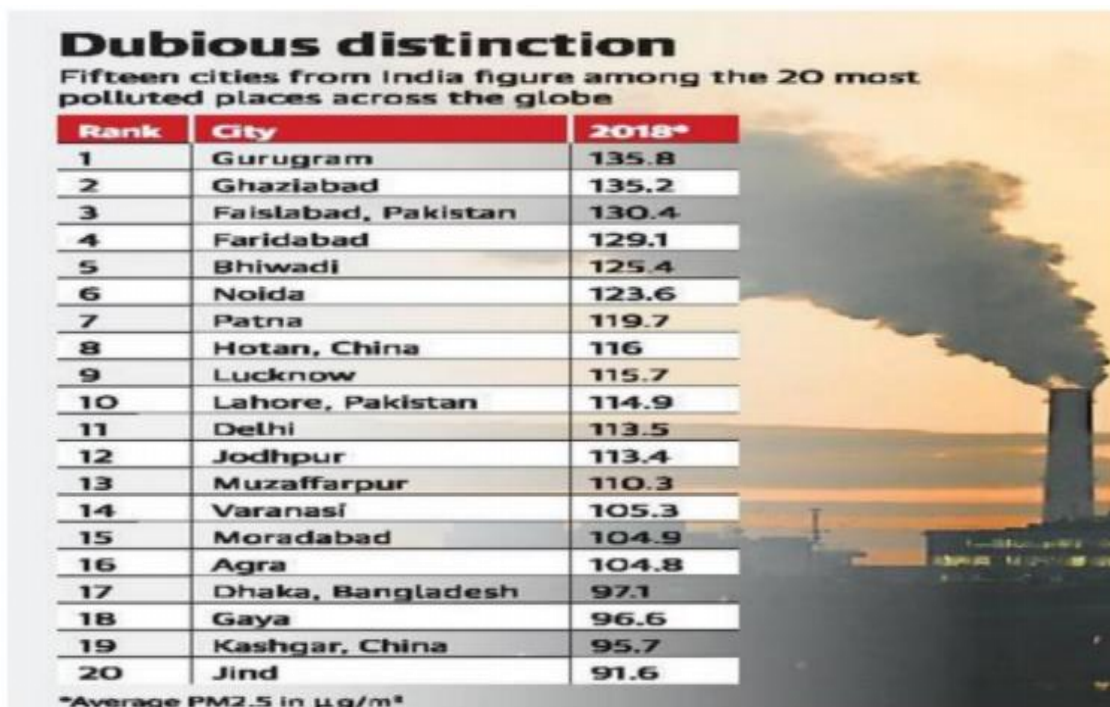 Dubious distinction
Fifteen cities from India figure among the 20 most
polluted places across the globe
Rank City 2018*
1 Gurugram 135.8
2 Ghaziabad 135.2
3 Faislabad, Pakistan 130.4
4 Faridabad 129.1
5 Bhiwadi 125.4
6 Noida 123.6
7 Patna 119.7
8 Hotan, China 116
9 Lucknow 115.7
10 Lahore, Pakistan 114.9
11 Delhi 113.5
12 Jodhpur 113.4
13 Muzaffarpur 110.3
14 Varanasi 105.3
15 Moradabad 104.9
16 Agra 104.8
17 Dhaka, Bangladesh 97.1
18 Gaya 96.6
19 Kashgar, China 95.7
20 Jind 91.6
*Average PM2.5 in μg/m³